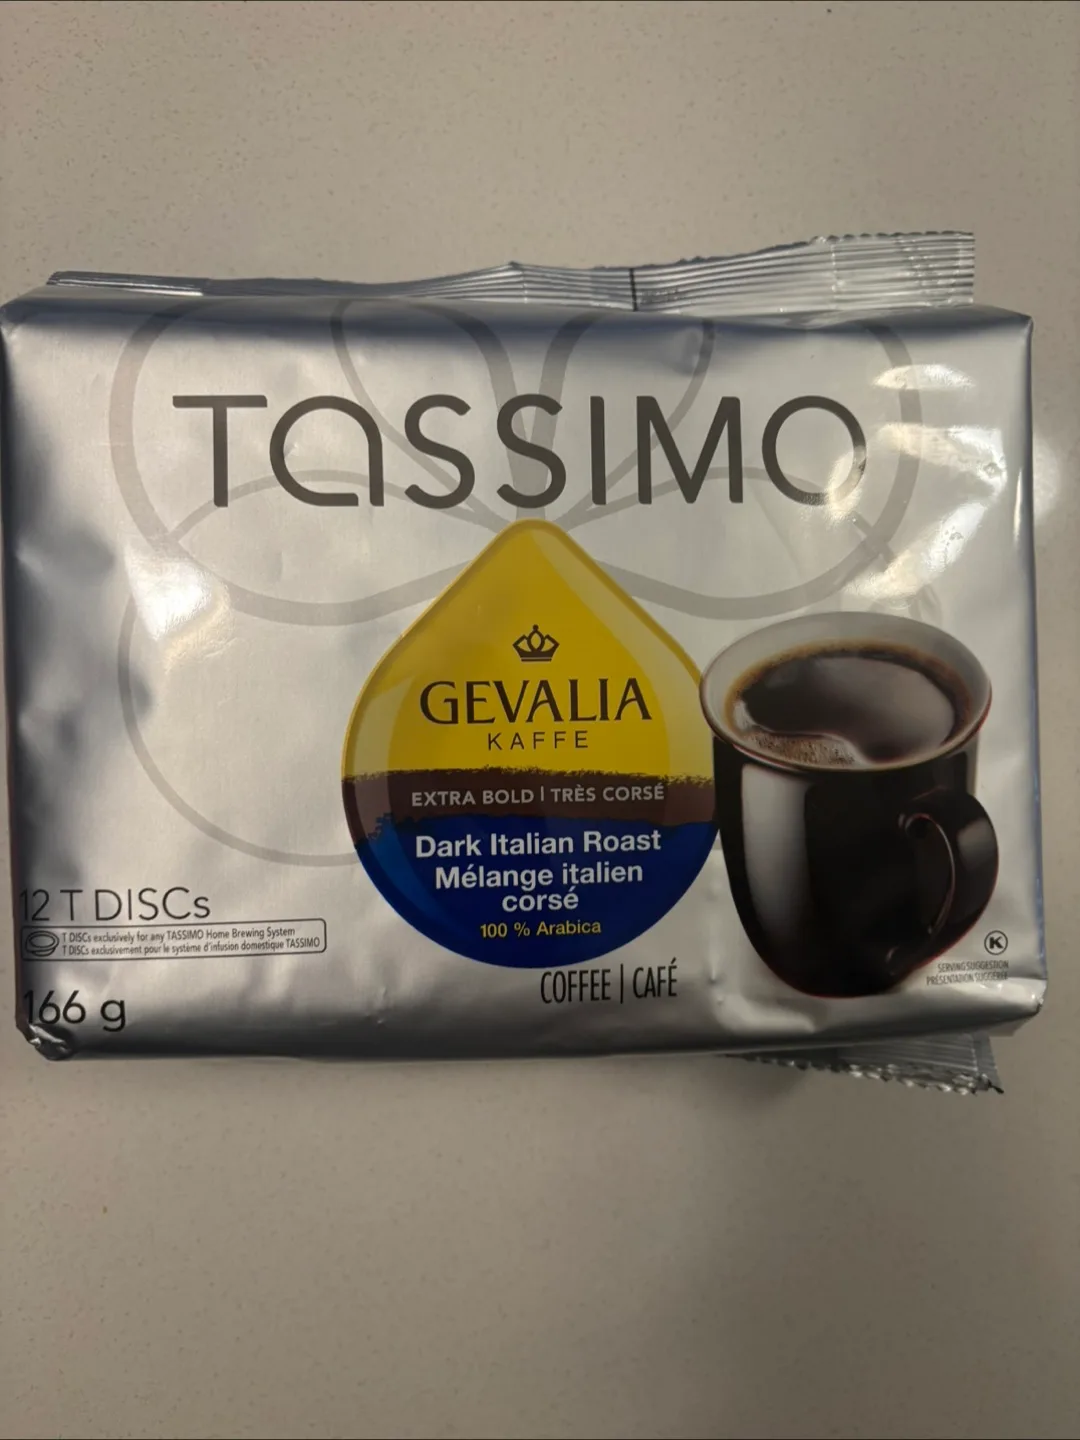 TASSIMO
GEVALIA
KAFFE
EXTRA BOLD | TRÈS CORSÉ
Dark Italian Roast
Mélange italien
corsé
100 % Arabica
COFFEE | CAFÉ
12 T DISCs
T DISCs exclusively for any TASSIMO Home Brewing System
T DISCs exclusivement pour le système d'infusion domestique TASSIMO
166 g
K
SERVING SUGGESTION
PRÉSENTATION SUGGÉRÉE